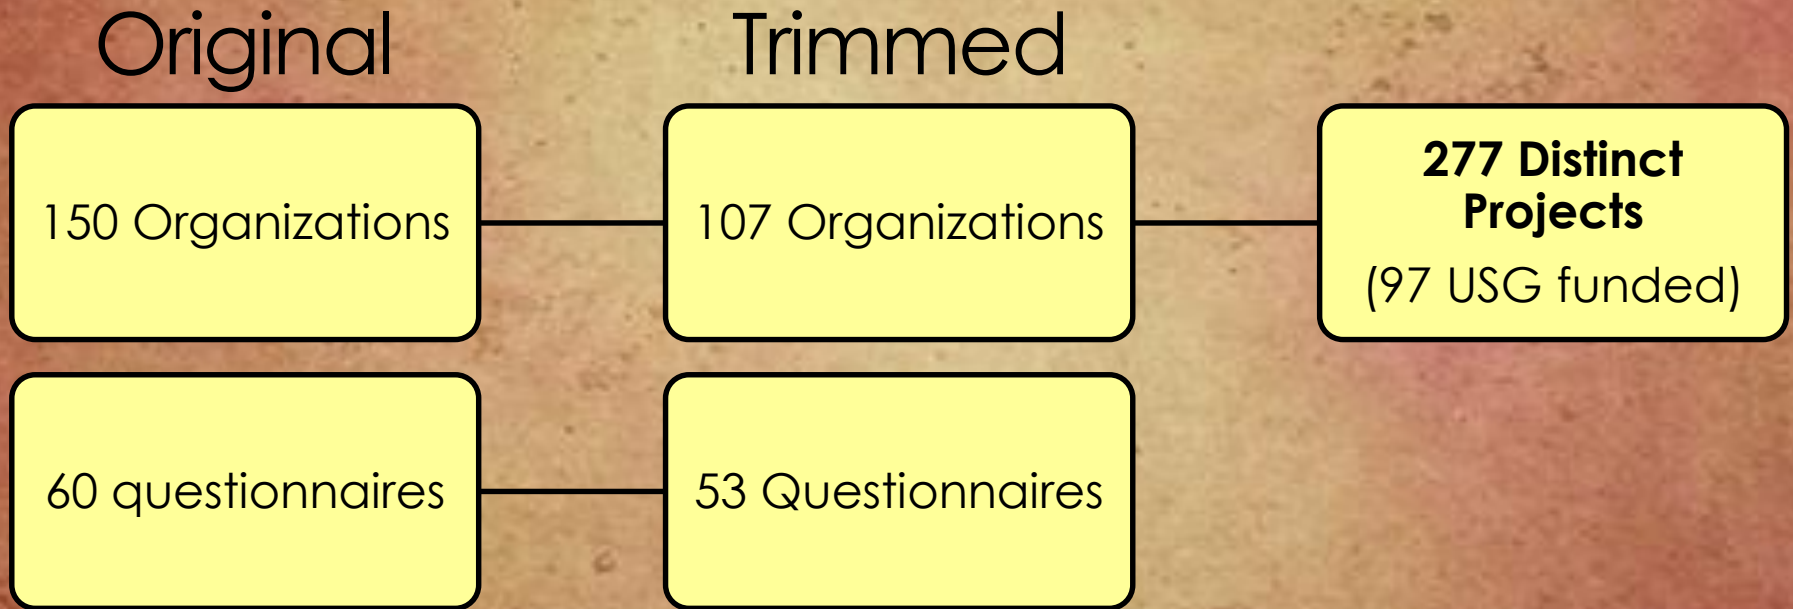 Original
Trimmed
150 Organizations
107 Organizations
277 Distinct
Projects
(97 USG funded)
60 questionnaires
53 Questionnaires